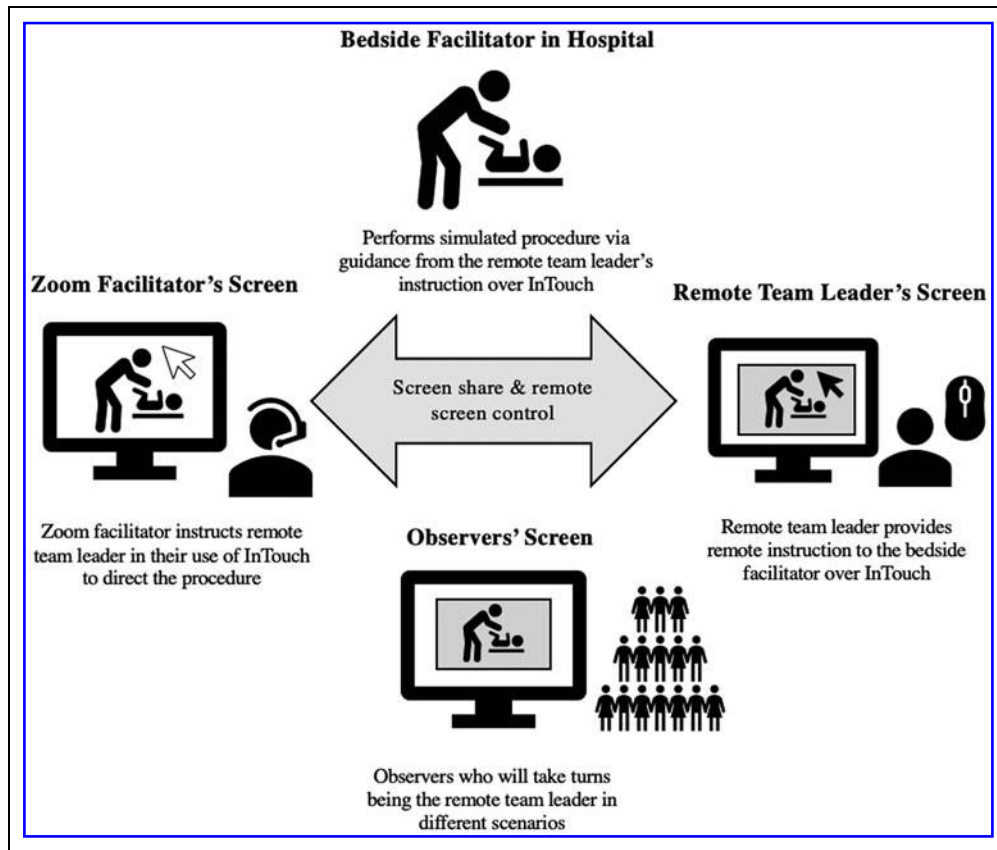 Bedside Facilitator in Hospital
Performs simulated procedure via
guidance from the remote team leader's
instruction over InTouch
Zoom Facilitator's Screen
Zoom facilitator instructs remote
team leader in their use of InTouch
to direct the procedure
Screen share & remote
screen control
Remote Team Leader's Screen
Remote team leader provides
remote instruction to the bedside
facilitator over InTouch
Observers' Screen
Observers who will take turns
being the remote team leader in
different scenarios